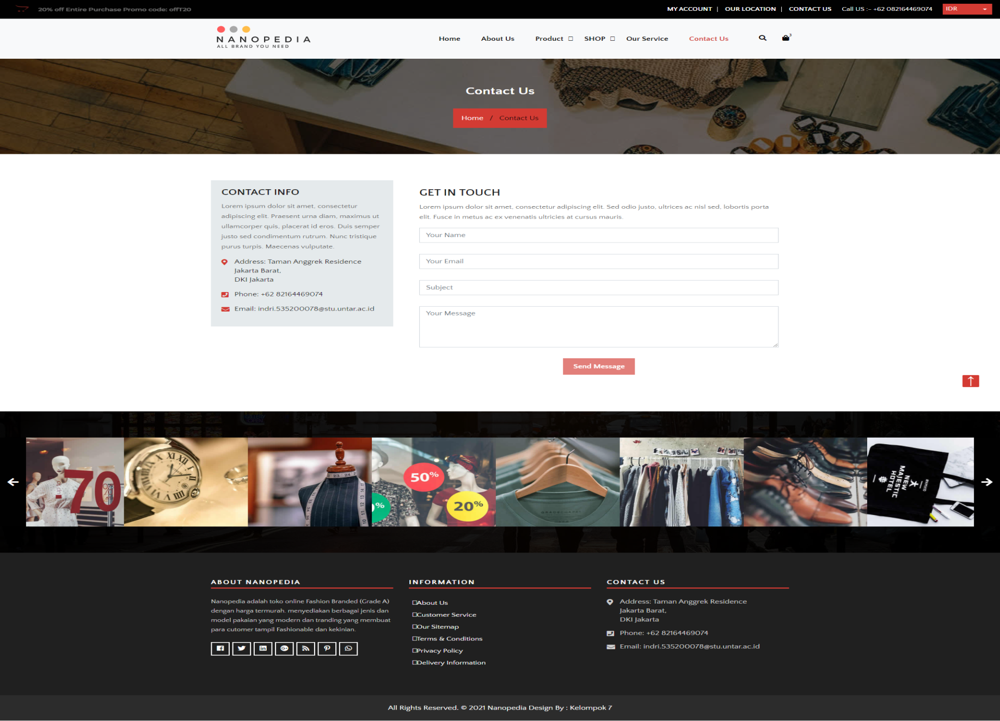 20% off Entire Purchase Promo code: offT20
MY ACCOUNT | OUR LOCATION | CONTACT US Call US :- +62 082164469074 IDR
NANOPEDIA
ALL BRAND YOU NEED
Home About Us Product SHOP Our Service Contact Us 3
Contact Us
Home / Contact Us
CONTACT INFO
Lorem ipsum dolor sit amet, consectetur
adipiscing elit. Praesent urna diam, maximus ut
ullamcorper quis, placerat id eros. Duis semper
justo sed condimentum rutrum. Nunc tristique
purus turpis. Maecenas vulputate.
Address: Taman Anggrek Residence
Jakarta Barat,
DKI Jakarta
Phone: +62 82164469074
Email: indri.535200078@stu.untar.ac.id
GET IN TOUCH
Lorem ipsum dolor sit amet, consectetur adipiscing elit. Sed odio justo, ultrices ac nisl sed, lobortis porta
elit. Fusce in metus ac ex venenatis ultricies at cursus mauris.
Your Name
Your Email
Subject
Your Message
Send Message
70
50%
20%
NEW
MAJESTIC
HOTEL
ABOUT NANOPEDIA
Nanopedia adalah toko online Fashion Branded (Grade A)
dengan harga termurah. menyediakan berbagai jenis dan
model pakaian yang modern dan tranding yang membuat
para cutomer tampil Fashionable dan kekinian.
INFORMATION
About Us
Customer Service
Our Sitemap
Terms & Conditions
Privacy Policy
Delivery Information
CONTACT US
Address: Taman Anggrek Residence
Jakarta Barat,
DKI Jakarta
Phone: +62 82164469074
Email: indri.535200078@stu.untar.ac.id
All Rights Reserved. © 2021 Nanopedia Design By : Kelompok 7